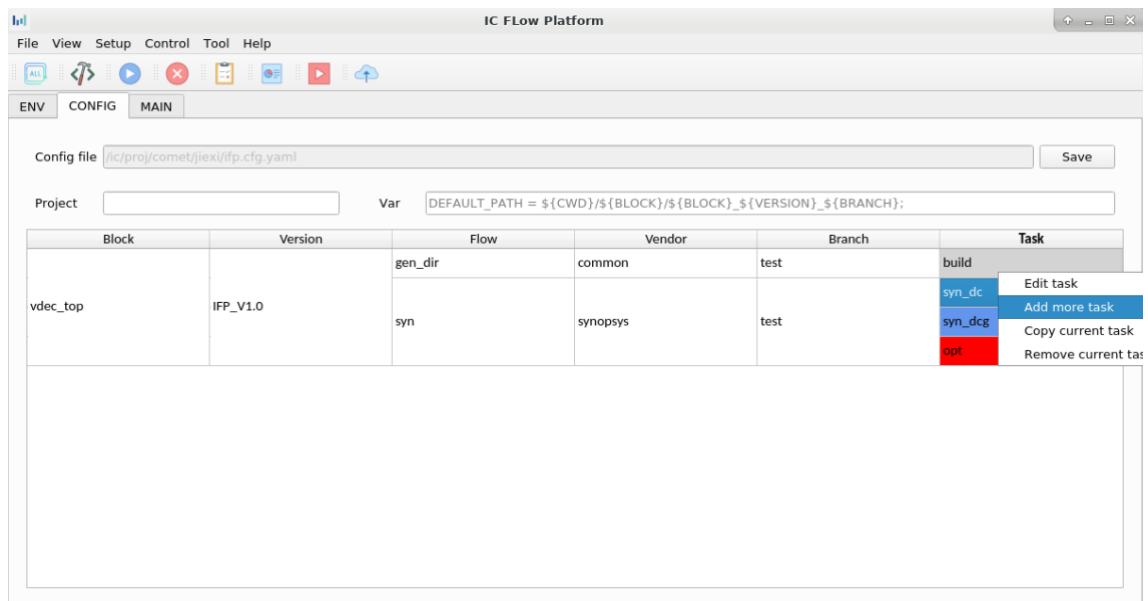 IC FLow Platform
File View Setup Control Tool Help
ALL
ENV CONFIG MAIN
Config file /ic/proj/comet/jiexi/ifp.cfg.yaml Save
Project Var DEFAULT_PATH = ${CWD}/${BLOCK}/${BLOCK}_${VERSION}_${BRANCH};
Block Version Flow Vendor Branch Task
gen_dir common test build
Edit task
syn_dc
Add more task
vdec_top IFP_V1.0 syn synopsys test syn_dcg
Copy current task
opt
Remove current tas